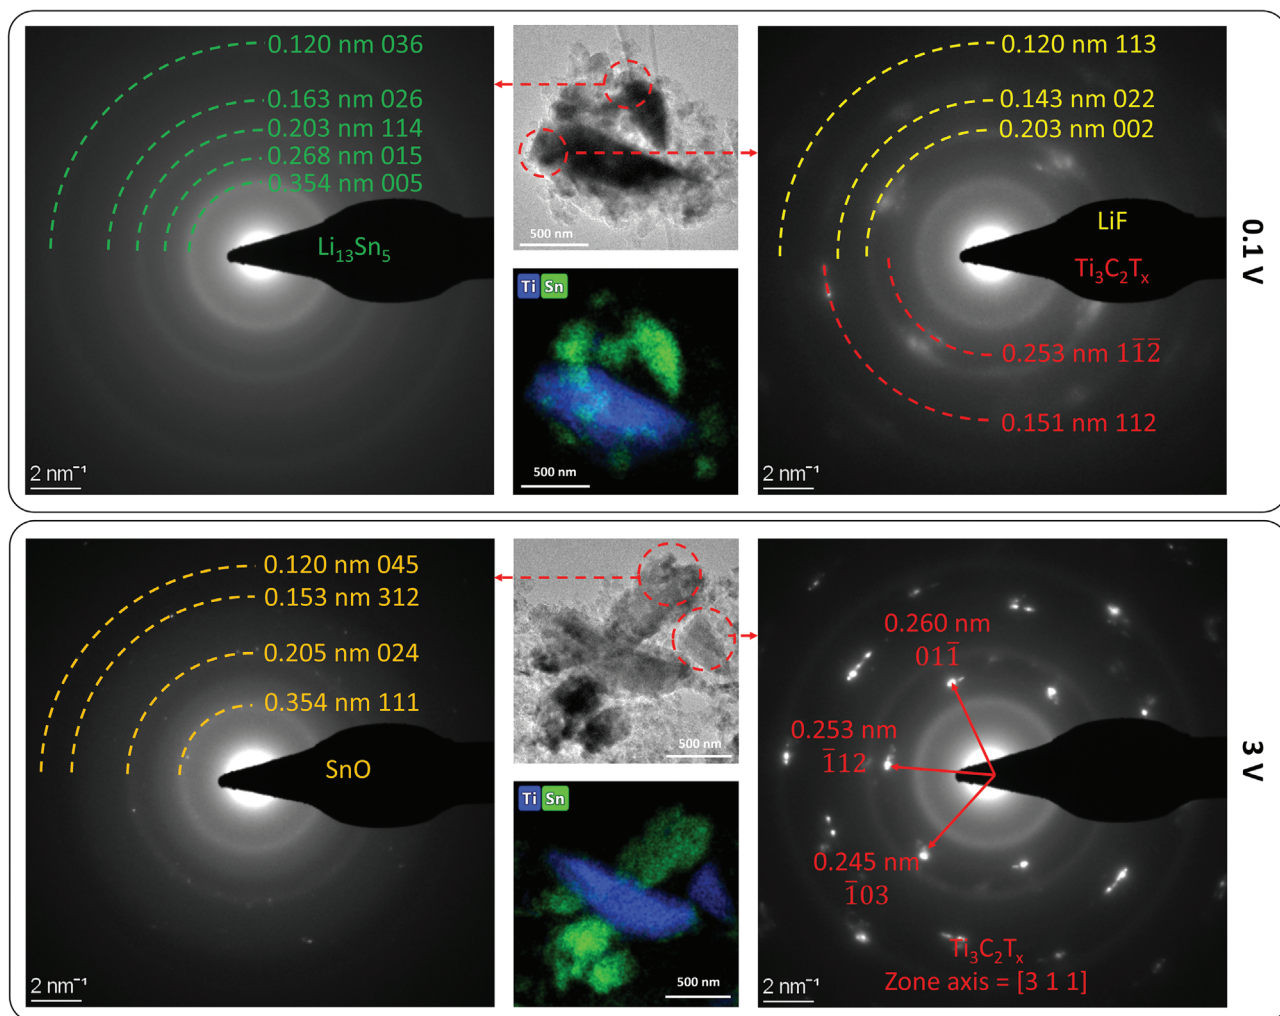 0.120 nm 036
0.163 nm 026
0.203 nm 114
0.268 nm 015
0.354 nm 005
Li₁₃Sn₅
2 nm⁻¹
500 nm
Ti Sn
500 nm
0.120 nm 113
0.143 nm 022
0.203 nm 002
LiF
Ti₃C₂Tₓ
0.253 nm 11̅2̅
0.151 nm 112
2 nm⁻¹
0.1 V
0.120 nm 045
0.153 nm 312
0.205 nm 024
0.354 nm 111
SnO
2 nm⁻¹
500 nm
Ti Sn
500 nm
0.260 nm
011̅
0.253 nm
1̅12
0.245 nm
1̅03
Ti₃C₂Tₓ
Zone axis = [3 1 1]
2 nm⁻¹
3 V